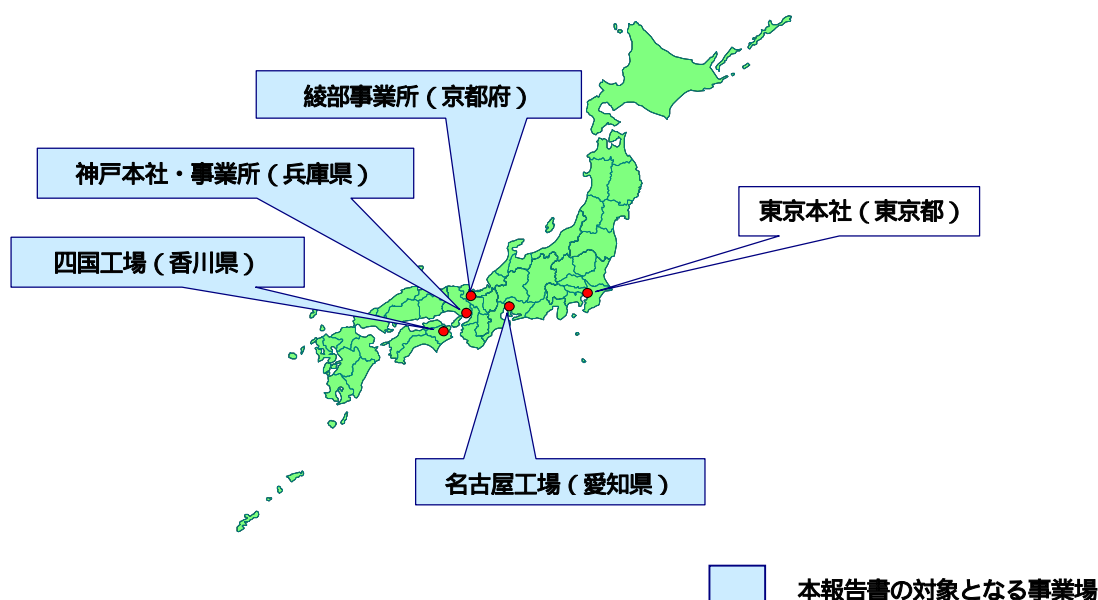 綾部事業所（京都府）
神戸本社・事業所（兵庫県）
東京本社（東京都）
四国工場（香川県）
名古屋工場（愛知県）
本報告書の対象となる事業場